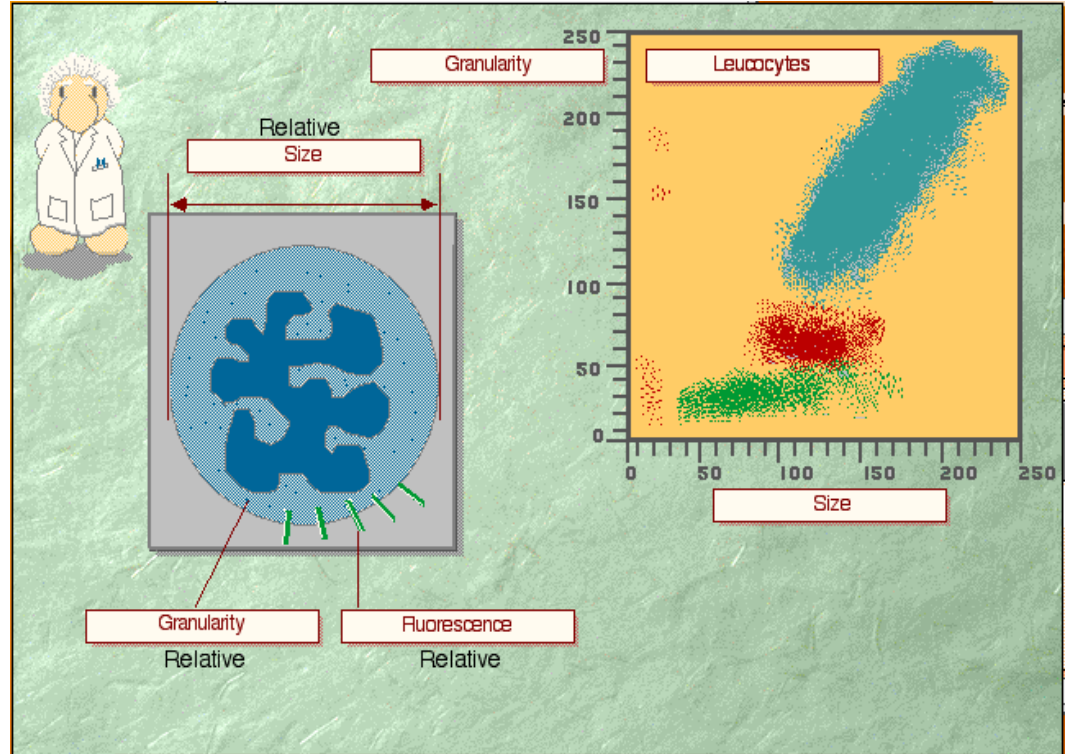 Granularity
Leucocytes
Relative
Size
250
200
150
100
50
0
0 50 100 150 200 250
Size
Granularity
Relative
Fluorescence
Relative